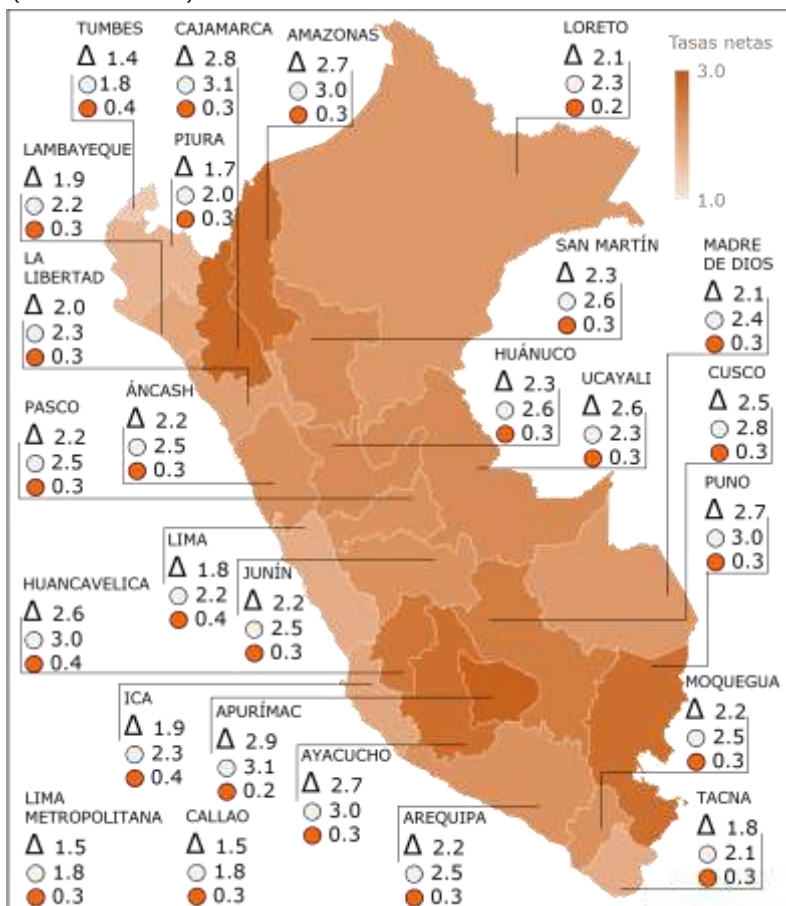 TUMBES
Δ 1.4
1.8
0.4
CAJAMARCA
Δ 2.8
3.1
0.3
AMAZONAS
Δ 2.7
3.0
0.3
LORETO
Δ 2.1
2.3
0.2
Tasas netas
3.0
1.0
LAMBAYEQUE
Δ 1.9
2.2
0.3
PIURA
Δ 1.7
2.0
0.3
LA
LIBERTAD
Δ 2.0
2.3
0.3
SAN MARTÍN
Δ 2.3
2.6
0.3
MADRE
DE DIOS
Δ 2.1
2.4
0.3
HUÁNUCO
Δ 2.3
2.6
0.3
UCAYALI
Δ 2.6
2.3
0.3
CUSCO
Δ 2.5
2.8
0.3
PASCO
Δ 2.2
2.5
0.3
ÁNCASH
Δ 2.2
2.5
0.3
PUNO
Δ 2.7
3.0
0.3
LIMA
Δ 1.8
2.2
0.4
JUNÍN
Δ 2.2
2.5
0.3
HUANCAVELICA
Δ 2.6
3.0
0.4
ICA
Δ 1.9
2.3
0.4
APURÍMAC
Δ 2.9
3.1
0.2
AYACUCHO
Δ 2.7
3.0
0.3
MOQUEGUA
Δ 2.2
2.5
0.3
LIMA
METROPOLITANA
Δ 1.5
1.8
0.3
CALLAO
Δ 1.5
1.8
0.3
AREQUIPA
Δ 2.2
2.5
0.3
TACNA
Δ 1.8
2.1
0.3